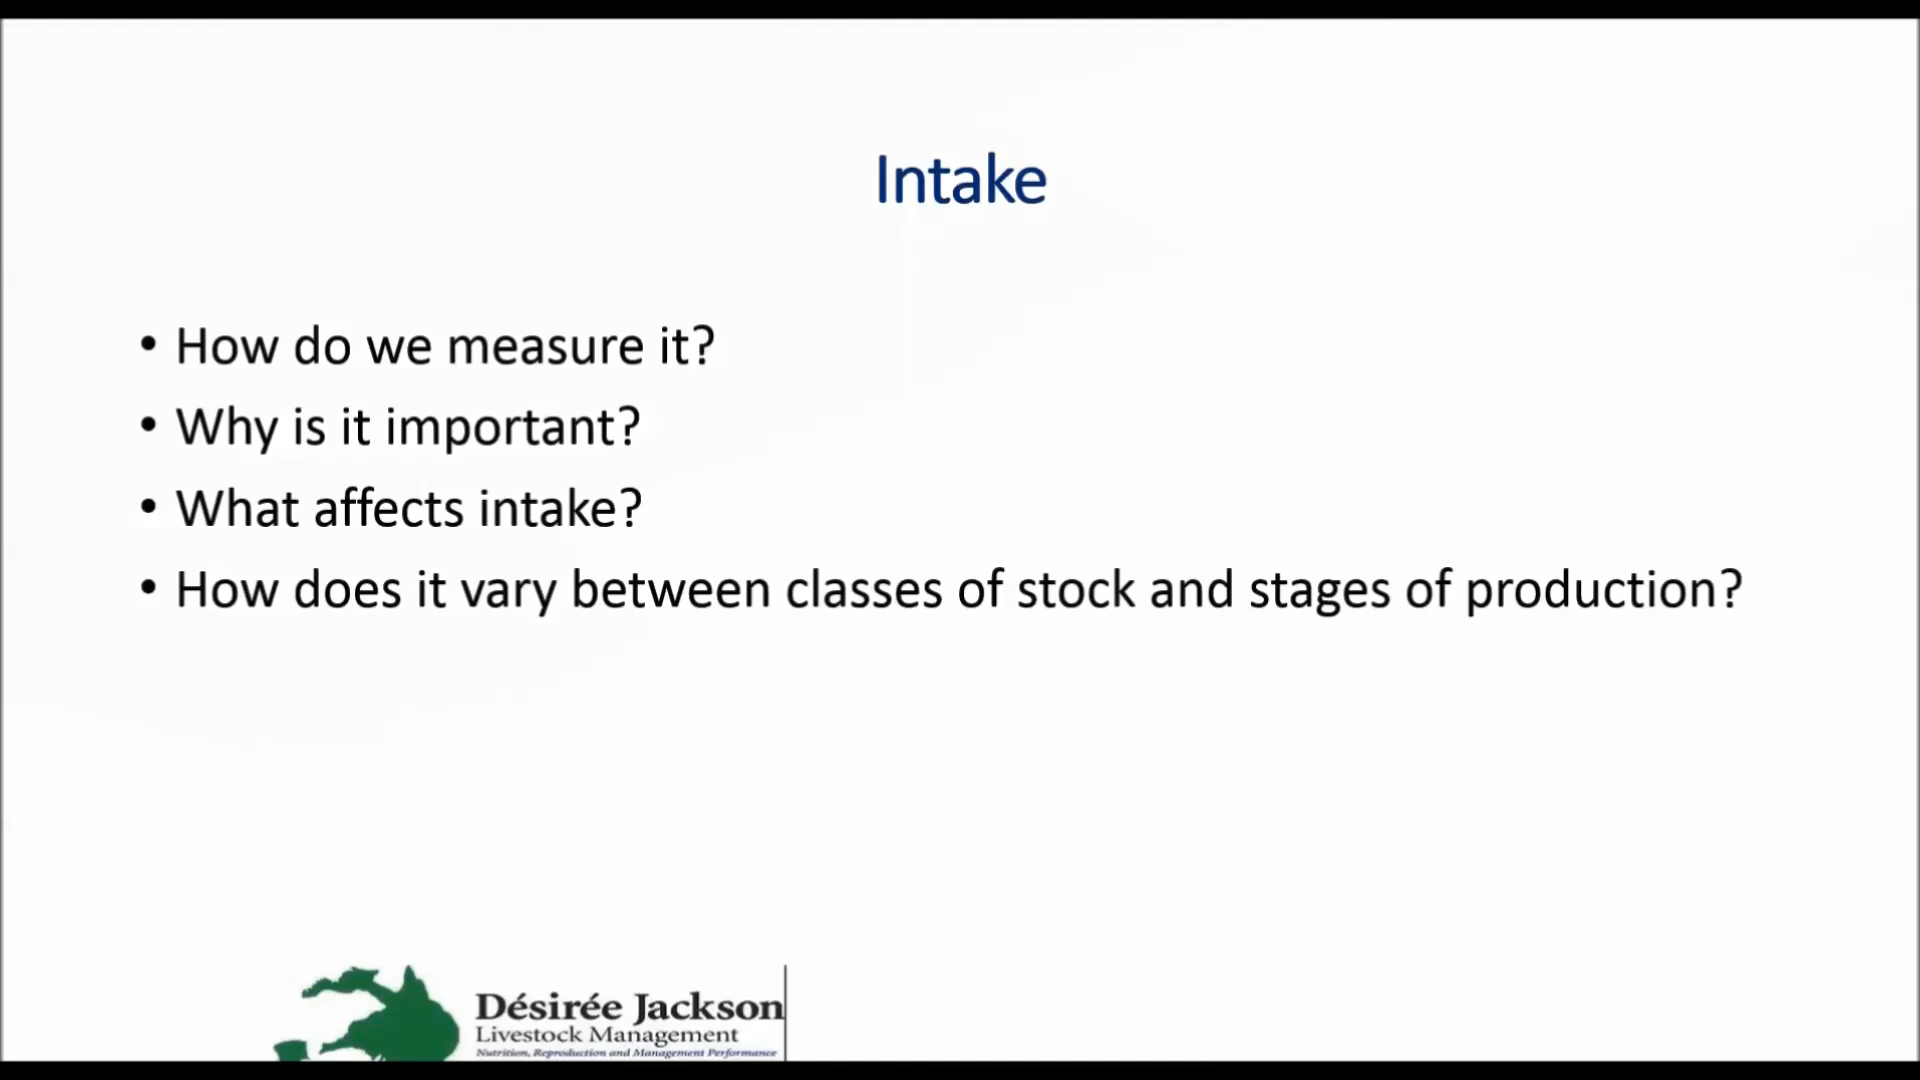 Intake
• How do we measure it?
• Why is it important?
• What affects intake?
• How does it vary between classes of stock and stages of production?
Désirée Jackson
Livestock Management
Nutrition, Reproduction and Management Performance